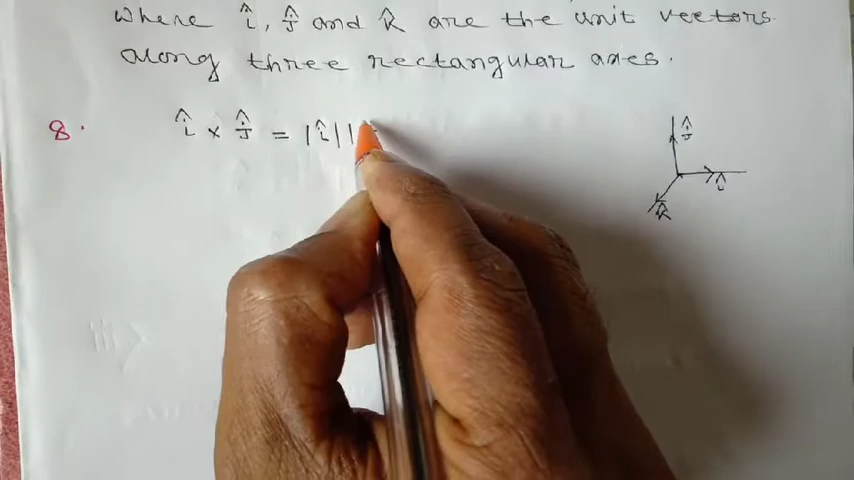 where î, ĵ and k̂ are the unit vectors
along three rectangular axes.
8. î × ĵ = |î||
ĵ
î
k̂